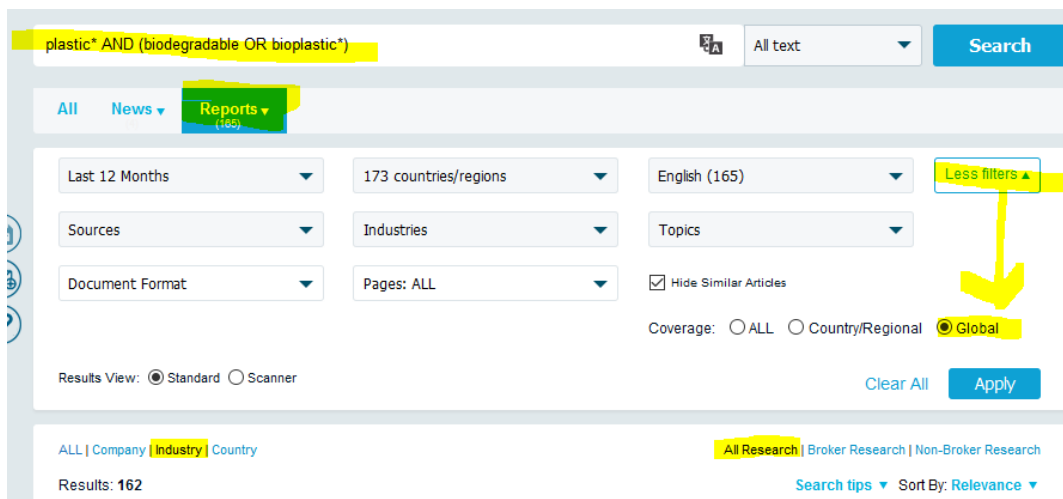 plastic* AND (biodegradable OR bioplastic*) All text Search
All News Reports
(165)
Last 12 Months 173 countries/regions English (165) Less filters
Sources Industries Topics
Document Format Pages: ALL Hide Similar Articles
Coverage: ALL Country/Regional Global
Results View: Standard Scanner Clear All Apply
ALL | Company | Industry | Country All Research | Broker Research | Non-Broker Research
Results: 162 Search tips Sort By: Relevance